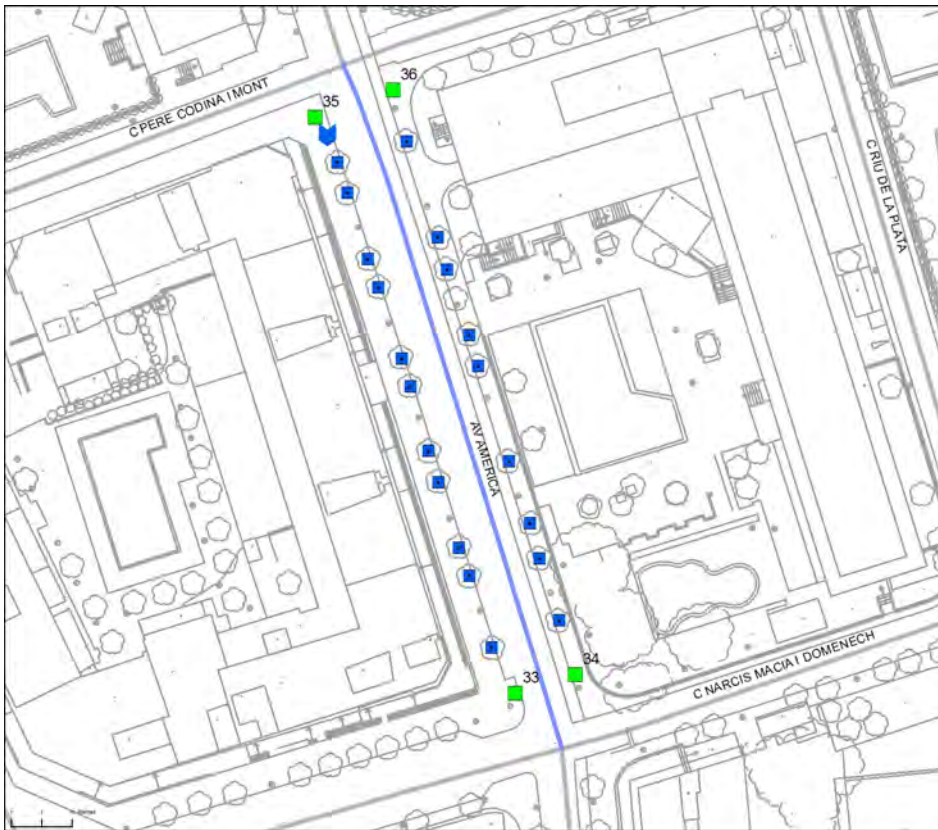 36
35
C PERE CODINA I MONT
C RIU DE LA PLATA
AV AMERICA
C NARCIS MACIA I DOMENECH
34
33